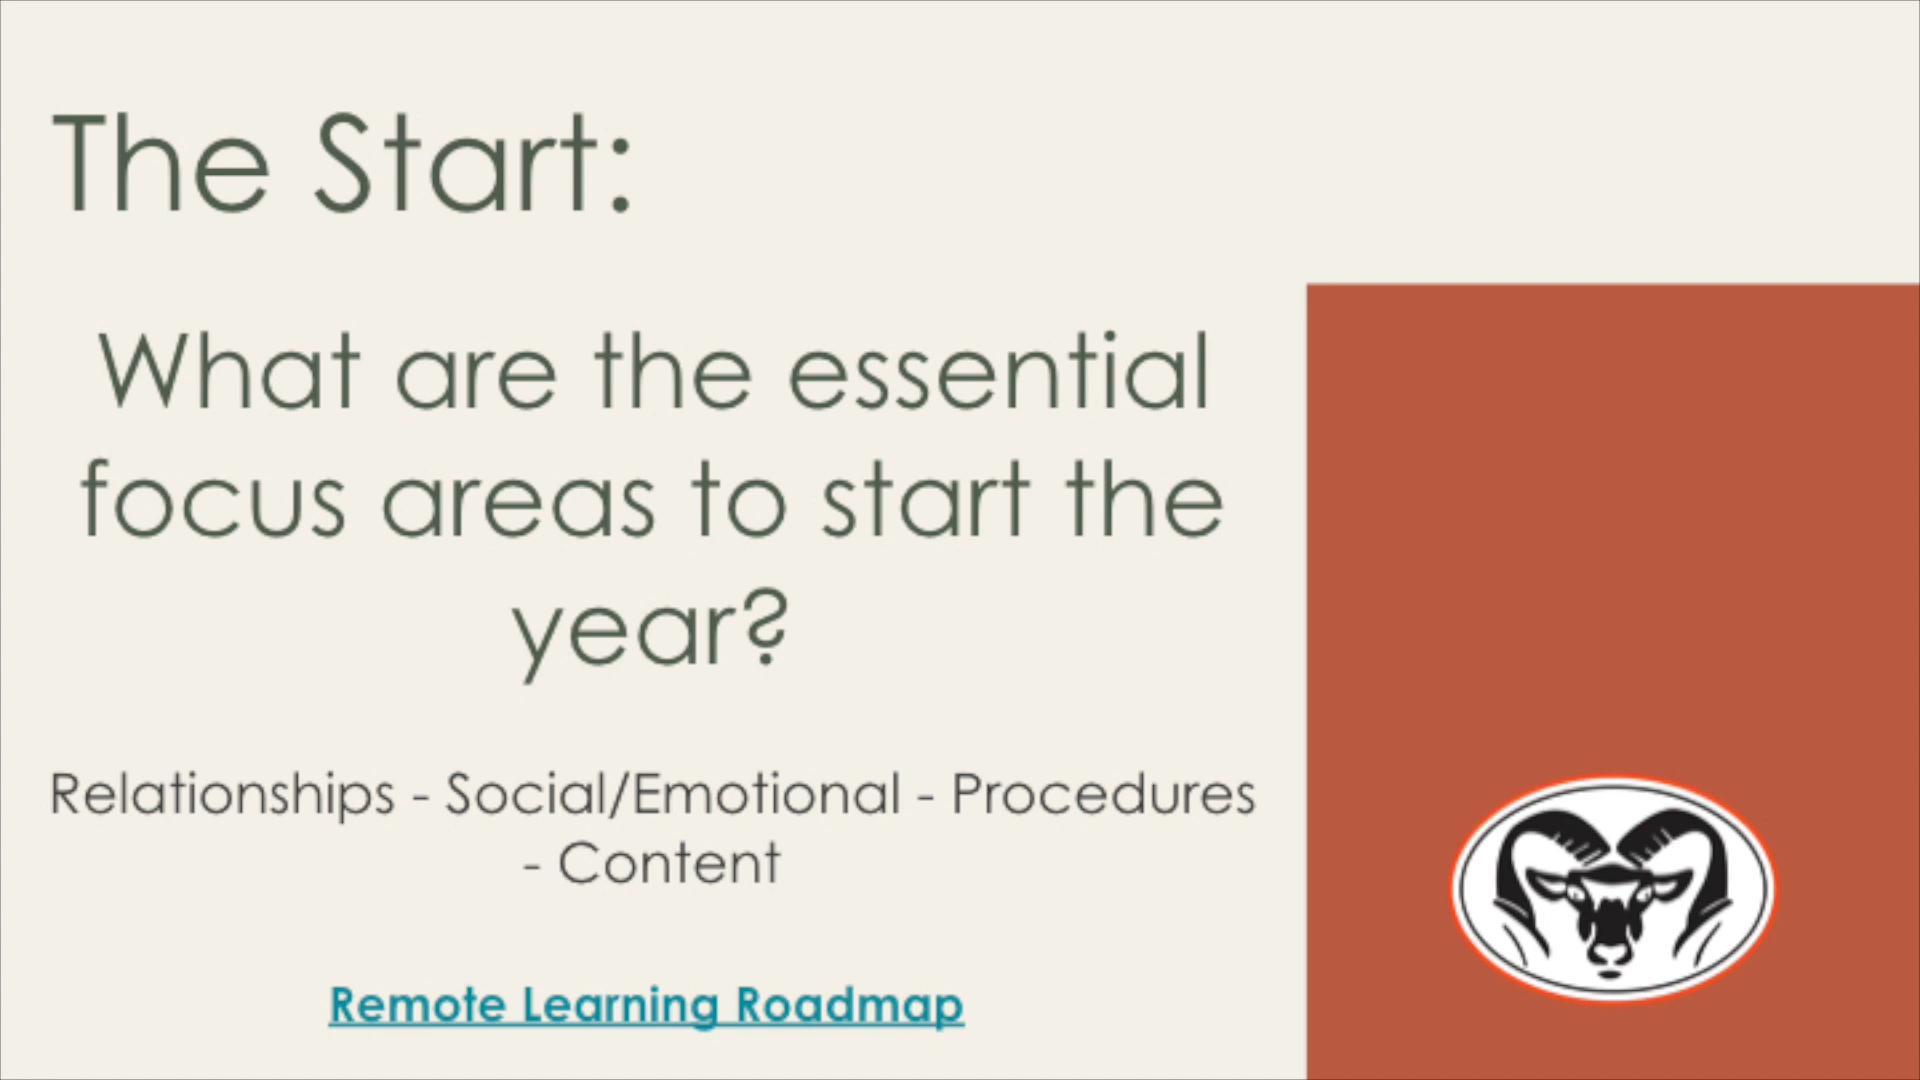 The Start:
What are the essential
focus areas to start the
year?
Relationships - Social/Emotional - Procedures
- Content
Remote Learning Roadmap